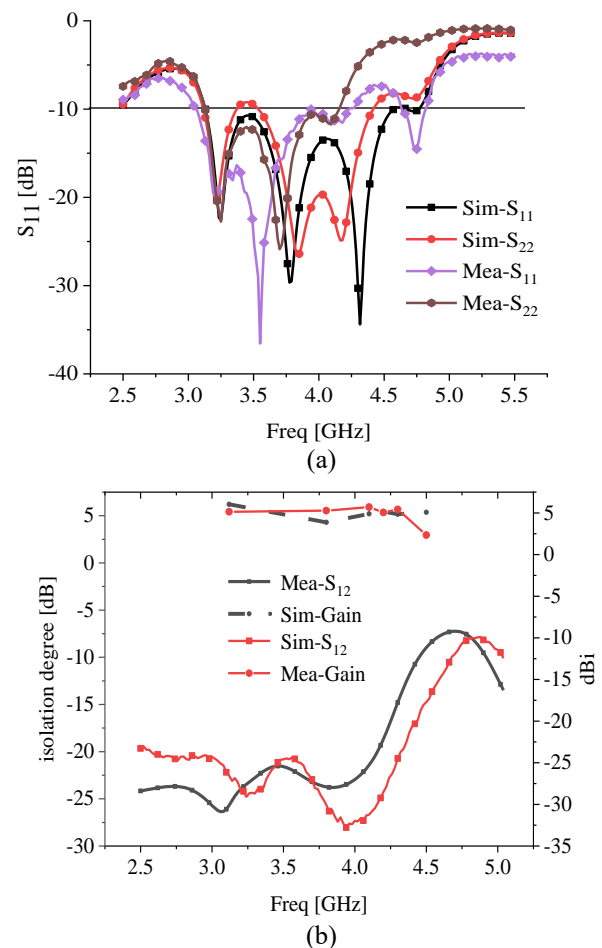 0
-10
-20
-30
-40
S11 [dB]
Sim-S11
Sim-S22
Mea-S11
Mea-S22
2.5 3.0 3.5 4.0 4.5 5.0 5.5
Freq [GHz]
(a)
5
0
-5
-10
-15
-20
-25
-30
isolation degree [dB]
Mea-S12
Sim-Gain
Sim-S12
Mea-Gain
5
0
-5
-10
-15
-20
-25
-30
-35
dBi
2.5 3.0 3.5 4.0 4.5 5.0
Freq [GHz]
(b)